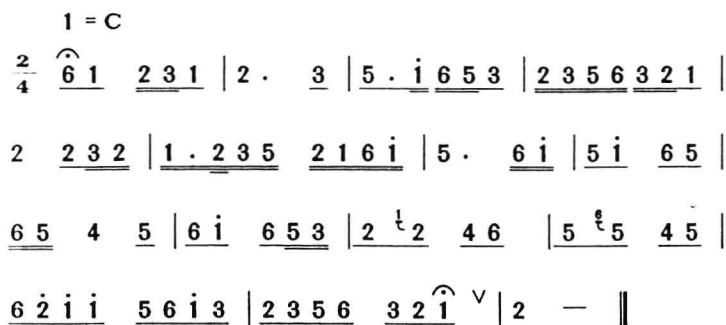 1 = C
2/4 6 1 2 3 1 | 2 . 3 | 5 . i 6 5 3 | 2 3 5 6 3 2 1 |
2 2 3 2 | 1 . 2 3 5 2 1 6 i | 5 . 6 i | 5 i 6 5 |
6 5 4 5 | 6 i 6 5 3 | 2 1 2 4 6 | 5 6 5 4 5 |
6 2̇ i i 5 6 i 3 | 2 3 5 6 3 2 1 ∨ | 2 — ‖